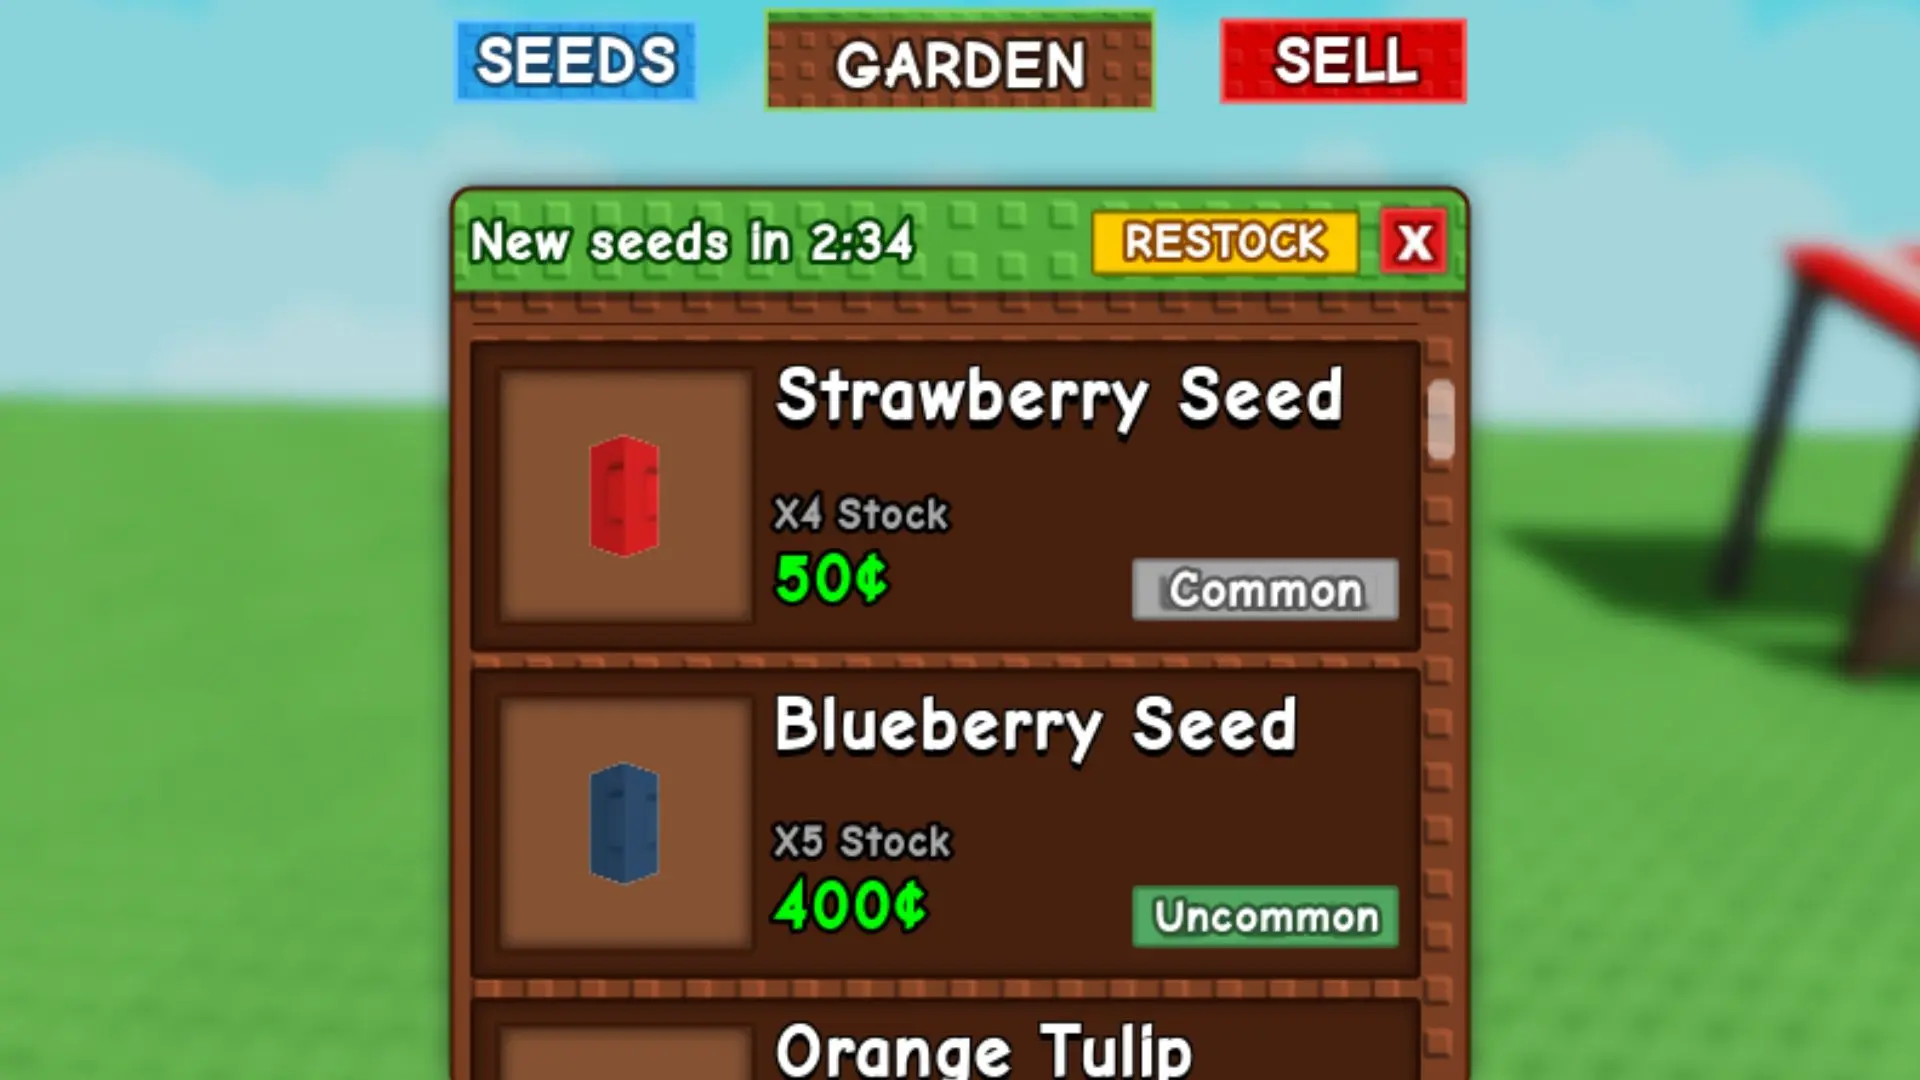 SEEDS
GARDEN
SELL
New seeds in 2:34
RESTOCK
X
Strawberry Seed
X4 Stock
50¢
Common
Blueberry Seed
X5 Stock
400¢
Uncommon
Orange Tulip